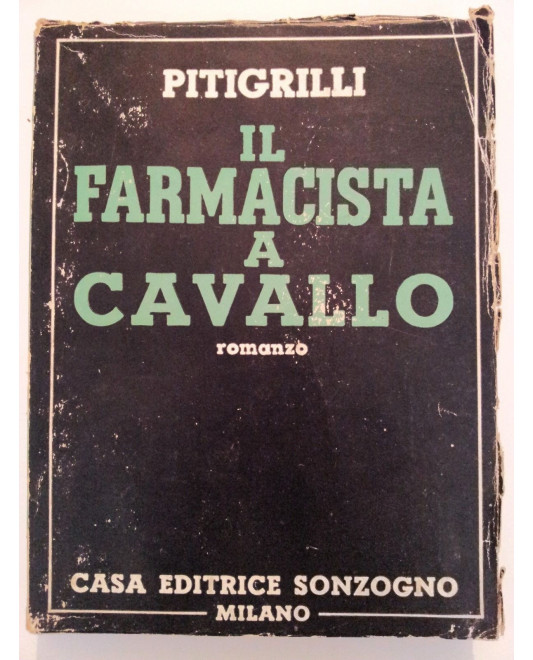 PITIGRILLI
IL
FARMACISTA
A
CAVALLO
romanzo
CASA EDITRICE SONZOGNO
MILANO